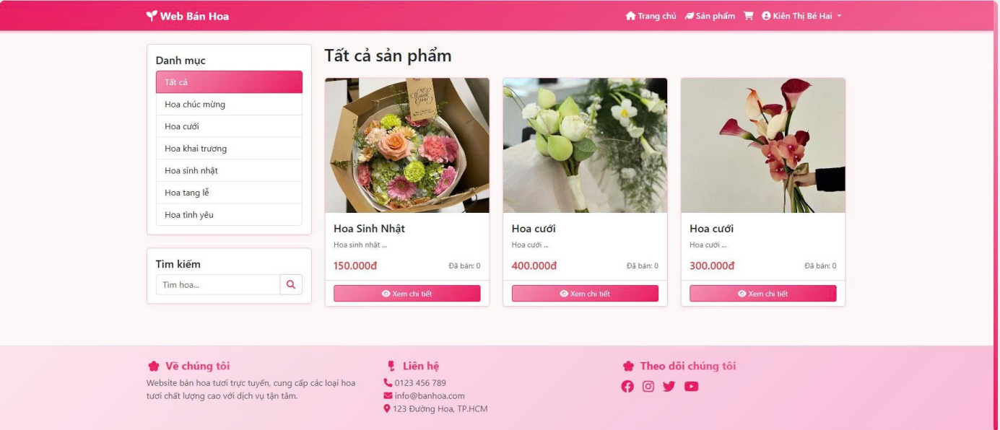 Web Bán Hoa
Trang chủ Sản phẩm Kiên Thị Bé Hai
Danh mục
Tất cả
Hoa chúc mừng
Hoa cưới
Hoa khai trương
Hoa sinh nhật
Hoa tang lễ
Hoa tình yêu
Tìm kiếm
Tìm hoa...
Tất cả sản phẩm
Thank
You!
Hoa Sinh Nhật
Hoa sinh nhật ...
150.000đ Đã bán: 0
Xem chi tiết
Hoa cưới
Hoa cưới ...
400.000đ Đã bán: 0
Xem chi tiết
Hoa cưới
Hoa cưới ...
300.000đ Đã bán: 0
Xem chi tiết
Về chúng tôi
Website bán hoa tươi trực tuyến, cung cấp các loại hoa
tươi chất lượng cao với dịch vụ tận tâm.
Liên hệ
0123 456 789
info@banhoa.com
123 Đường Hoa, TP.HCM
Theo dõi chúng tôi